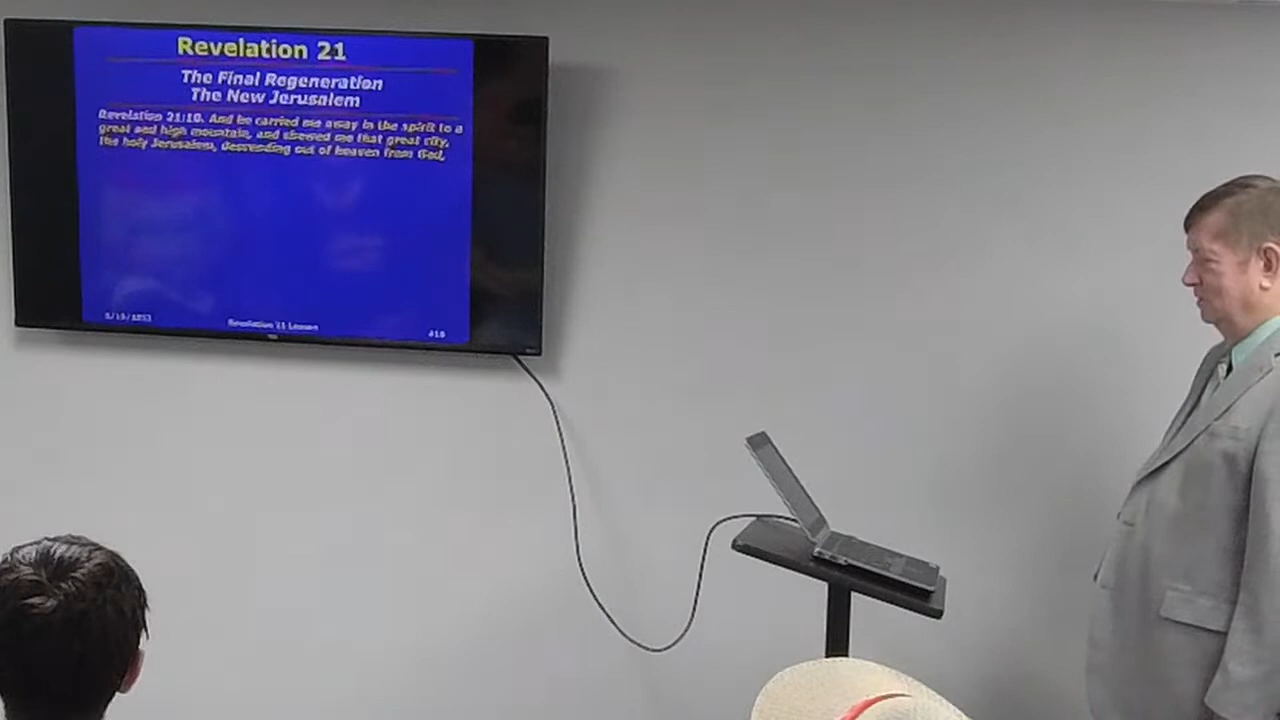 Revelation 21
The Final Regeneration
The New Jerusalem
Revelation 21:10. And he carried me away in the spirit to a
great and high mountain, and shewed me that great city,
the holy Jerusalem, descending out of heaven from God,
Revelation 21 Lesson
#10